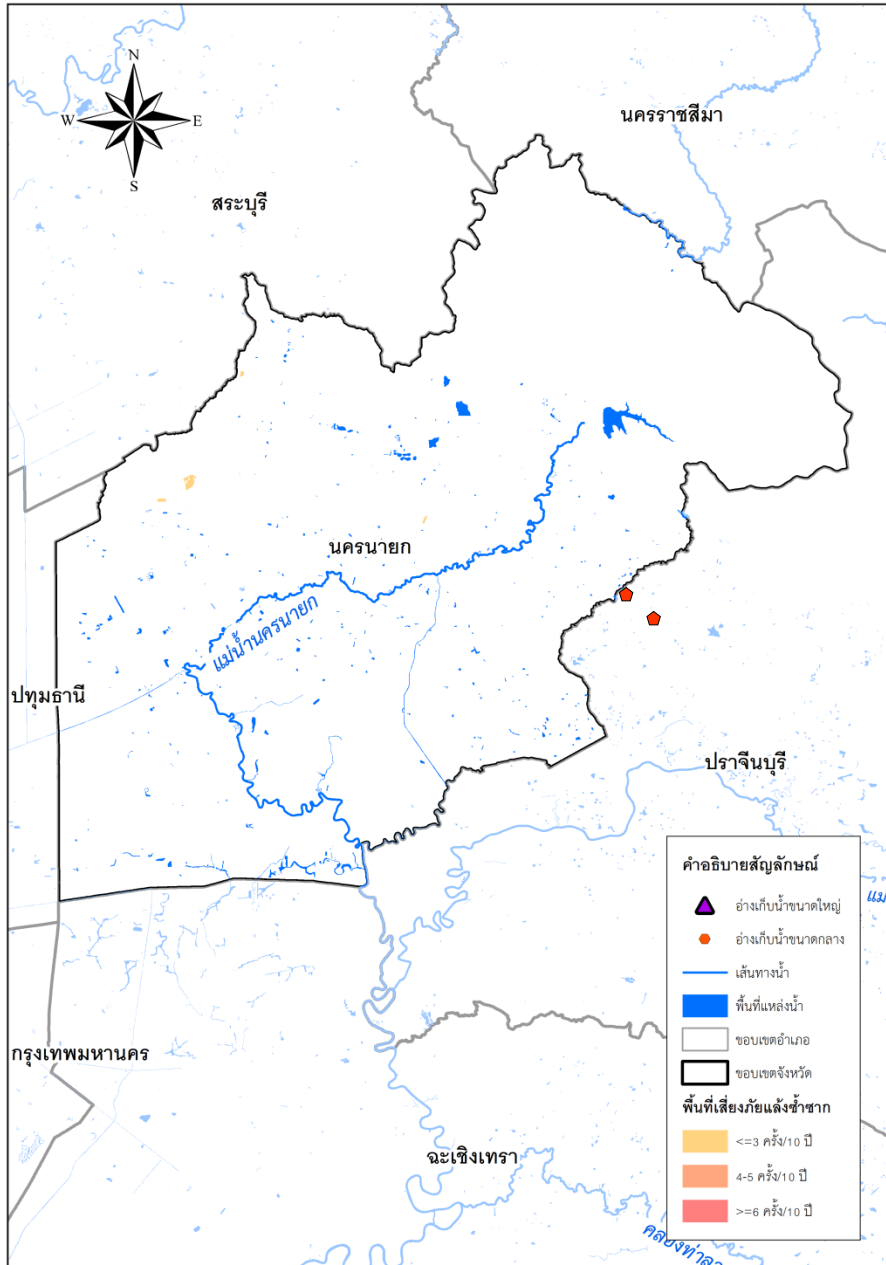 N
W
E
S
นครราชสีมา
สระบุรี
นครนายก
แม่น้ำนครนายก
ปทุมธานี
ปราจีนบุรี
คำอธิบายสัญลักษณ์
อ่างเก็บน้ำขนาดใหญ่
อ่างเก็บน้ำขนาดกลาง
เส้นทางน้ำ
พื้นที่แหล่งน้ำ
ขอบเขตอำเภอ
ขอบเขตจังหวัด
พื้นที่เสี่ยงภัยแล้งซ้ำซาก
<=3 ครั้ง/10 ปี
4-5 ครั้ง/10 ปี
>=6 ครั้ง/10 ปี
แม่
กรุงเทพมหานคร
ฉะเชิงเทรา